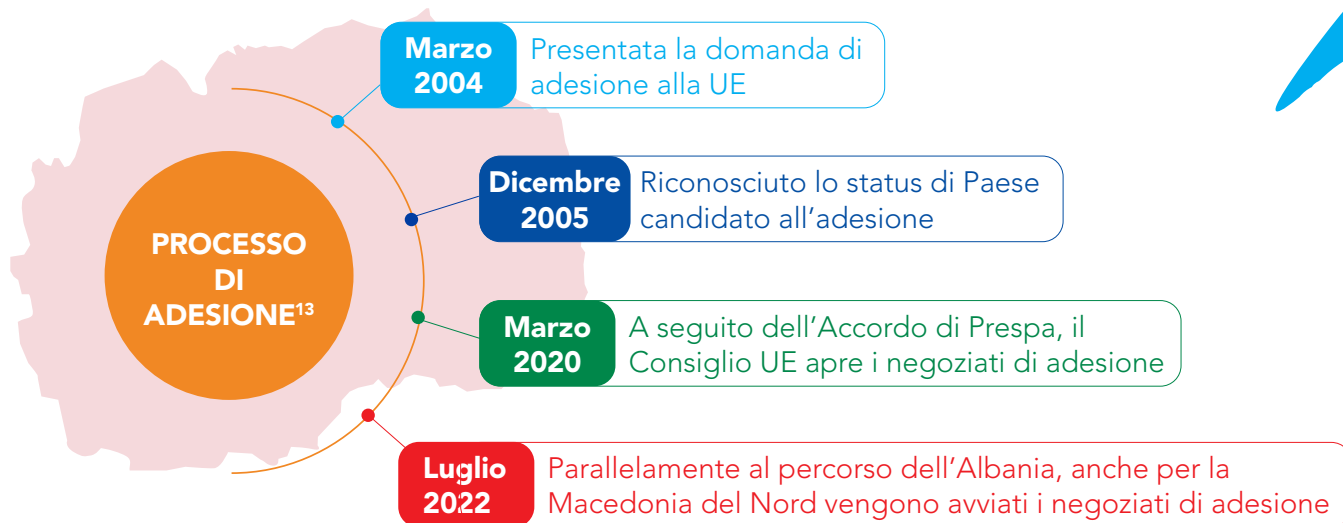 Marzo
2004
Presentata la domanda di
adesione alla UE
Dicembre
2005
Riconosciuto lo status di Paese
candidato all’adesione
PROCESSO
DI
ADESIONE¹³
Marzo
2020
A seguito dell’Accordo di Prespa, il
Consiglio UE apre i negoziati di adesione
Luglio
2022
Parallelamente al percorso dell’Albania, anche per la
Macedonia del Nord vengono avviati i negoziati di adesione